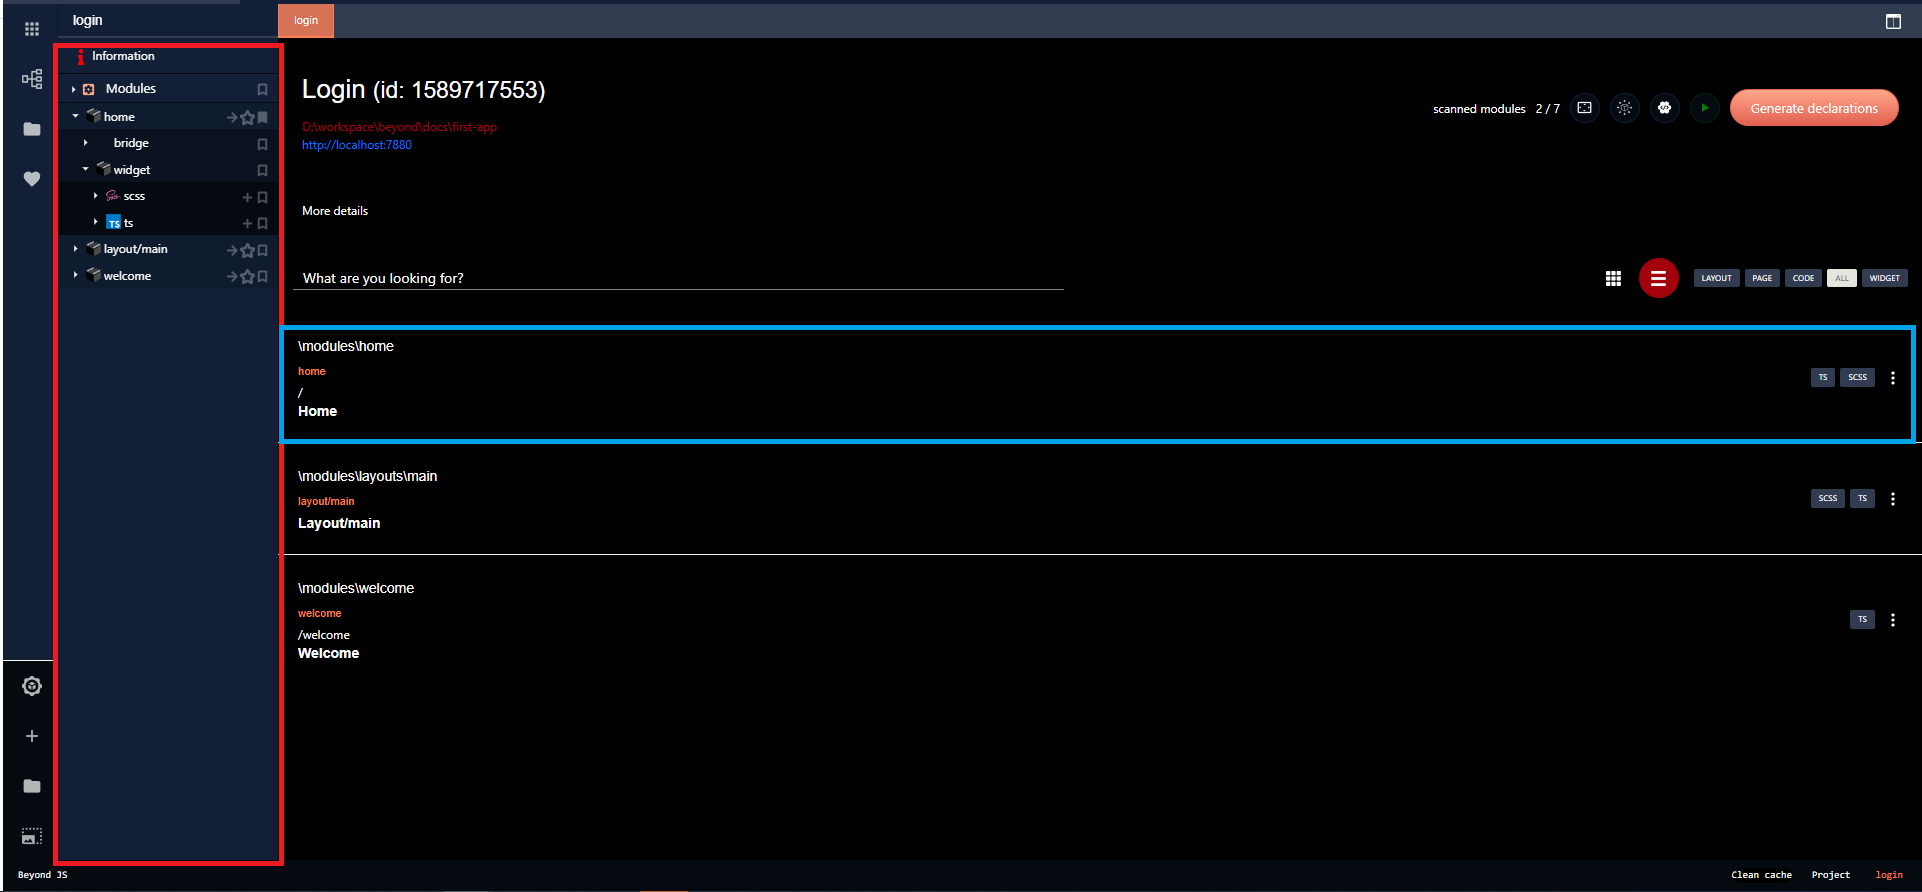 login
login
Information
Modules
home
bridge
widget
scss
TS ts
layout/main
welcome
Login (id: 1589717553)
D:\workspace\beyond\docs\first-app
http://localhost:7880
scanned modules 2 / 7
Generate declarations
More details
What are you looking for?
LAYOUT PAGE CODE ALL WIDGET
\modules\home
home
/
Home
TS SCSS
\modules\layouts\main
layout/main
Layout/main
SCSS TS
\modules\welcome
welcome
/welcome
Welcome
TS
Beyond JS
Clean cache Project login